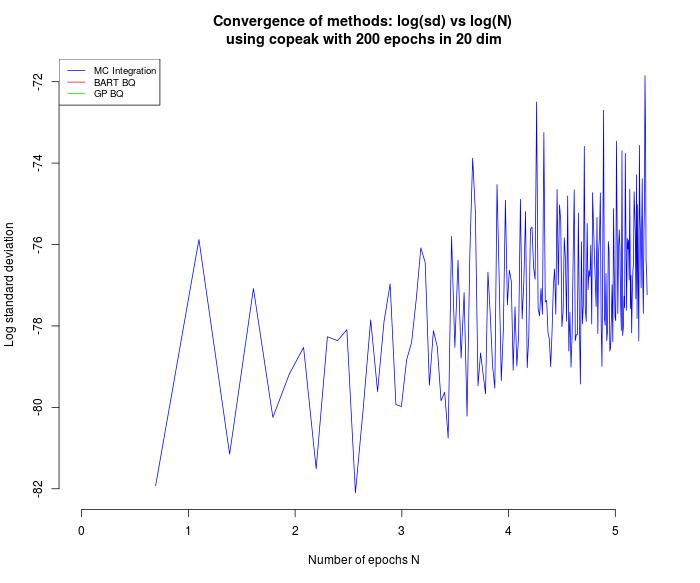 Convergence of methods: log(sd) vs log(N)
using copeak with 200 epochs in 20 dim
MC Integration
BART BQ
GP BQ
-72
-74
-76
-78
-80
-82
Log standard deviation
0 1 2 3 4 5
Number of epochs N